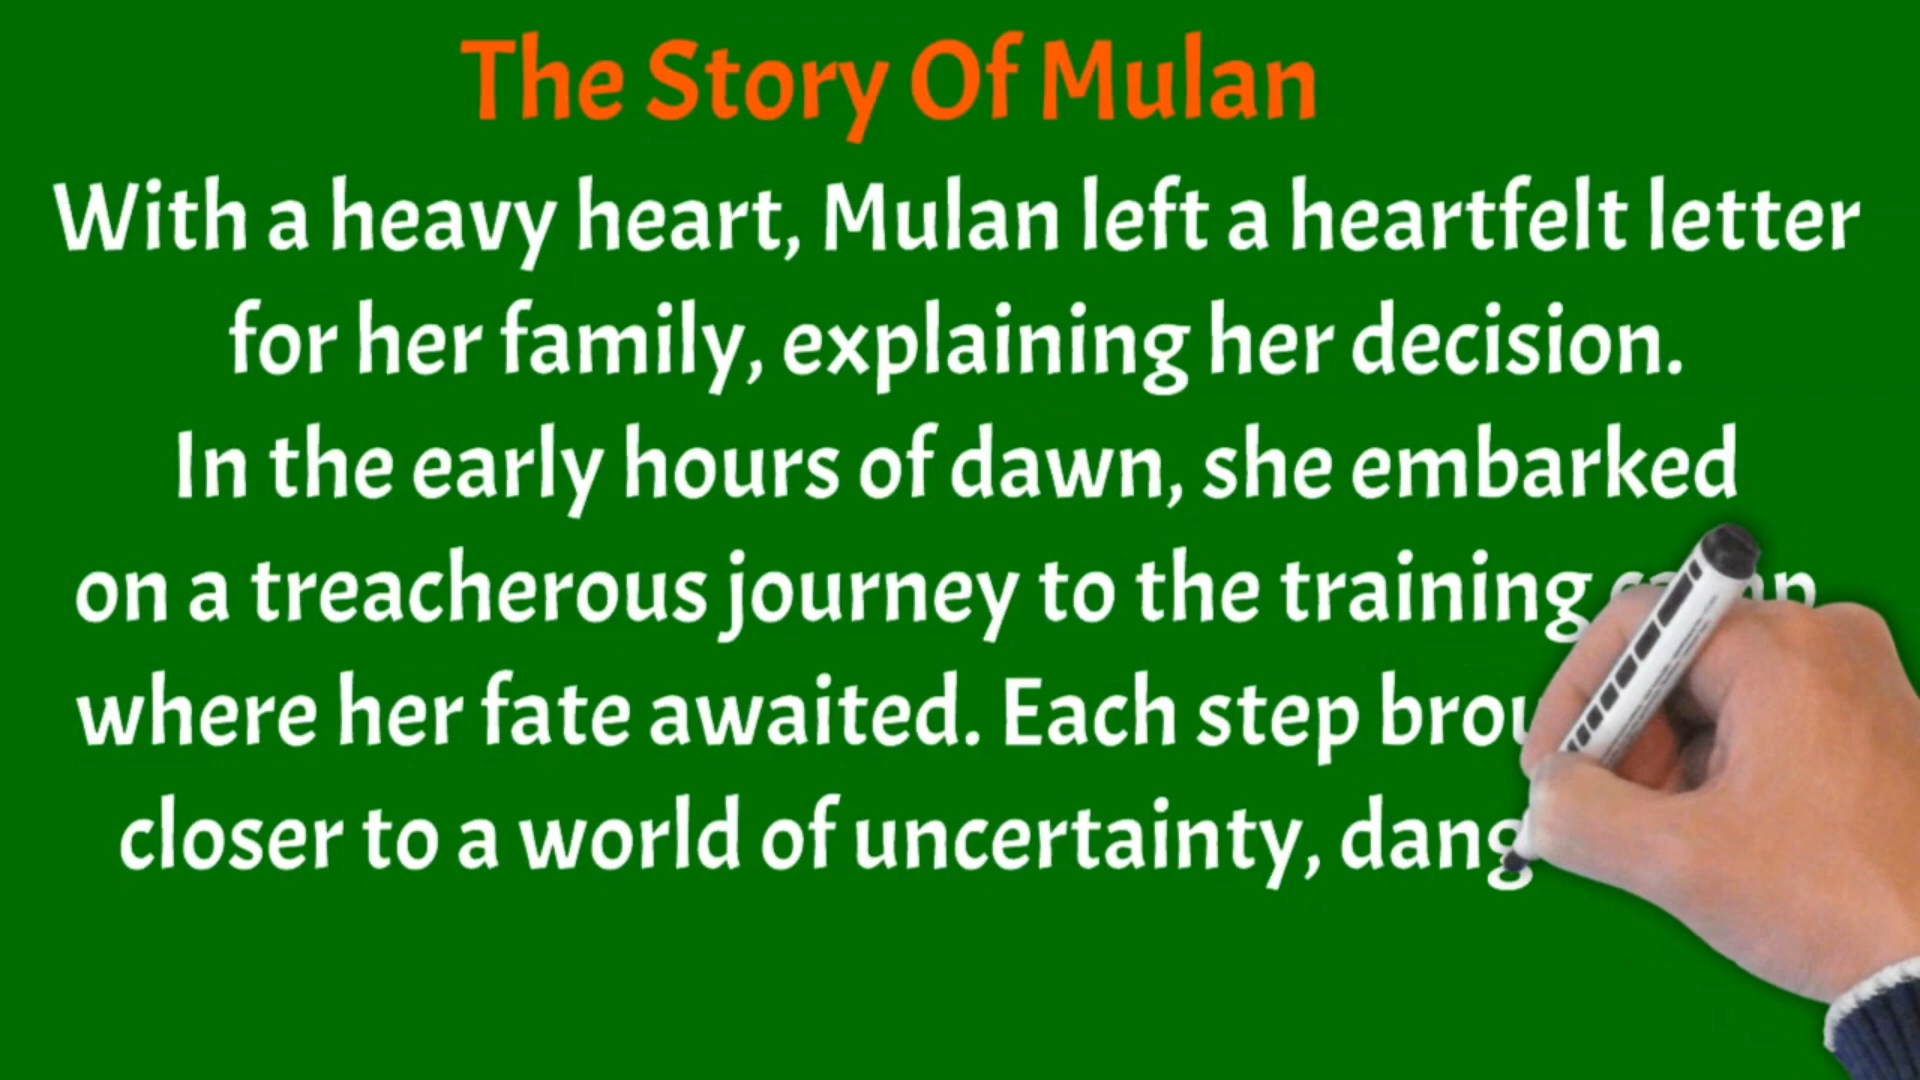 The Story Of Mulan
With a heavy heart, Mulan left a heartfelt letter
for her family, explaining her decision.
In the early hours of dawn, she embarked
on a treacherous journey to the training
where her fate awaited. Each step
closer to a world of uncertainty,